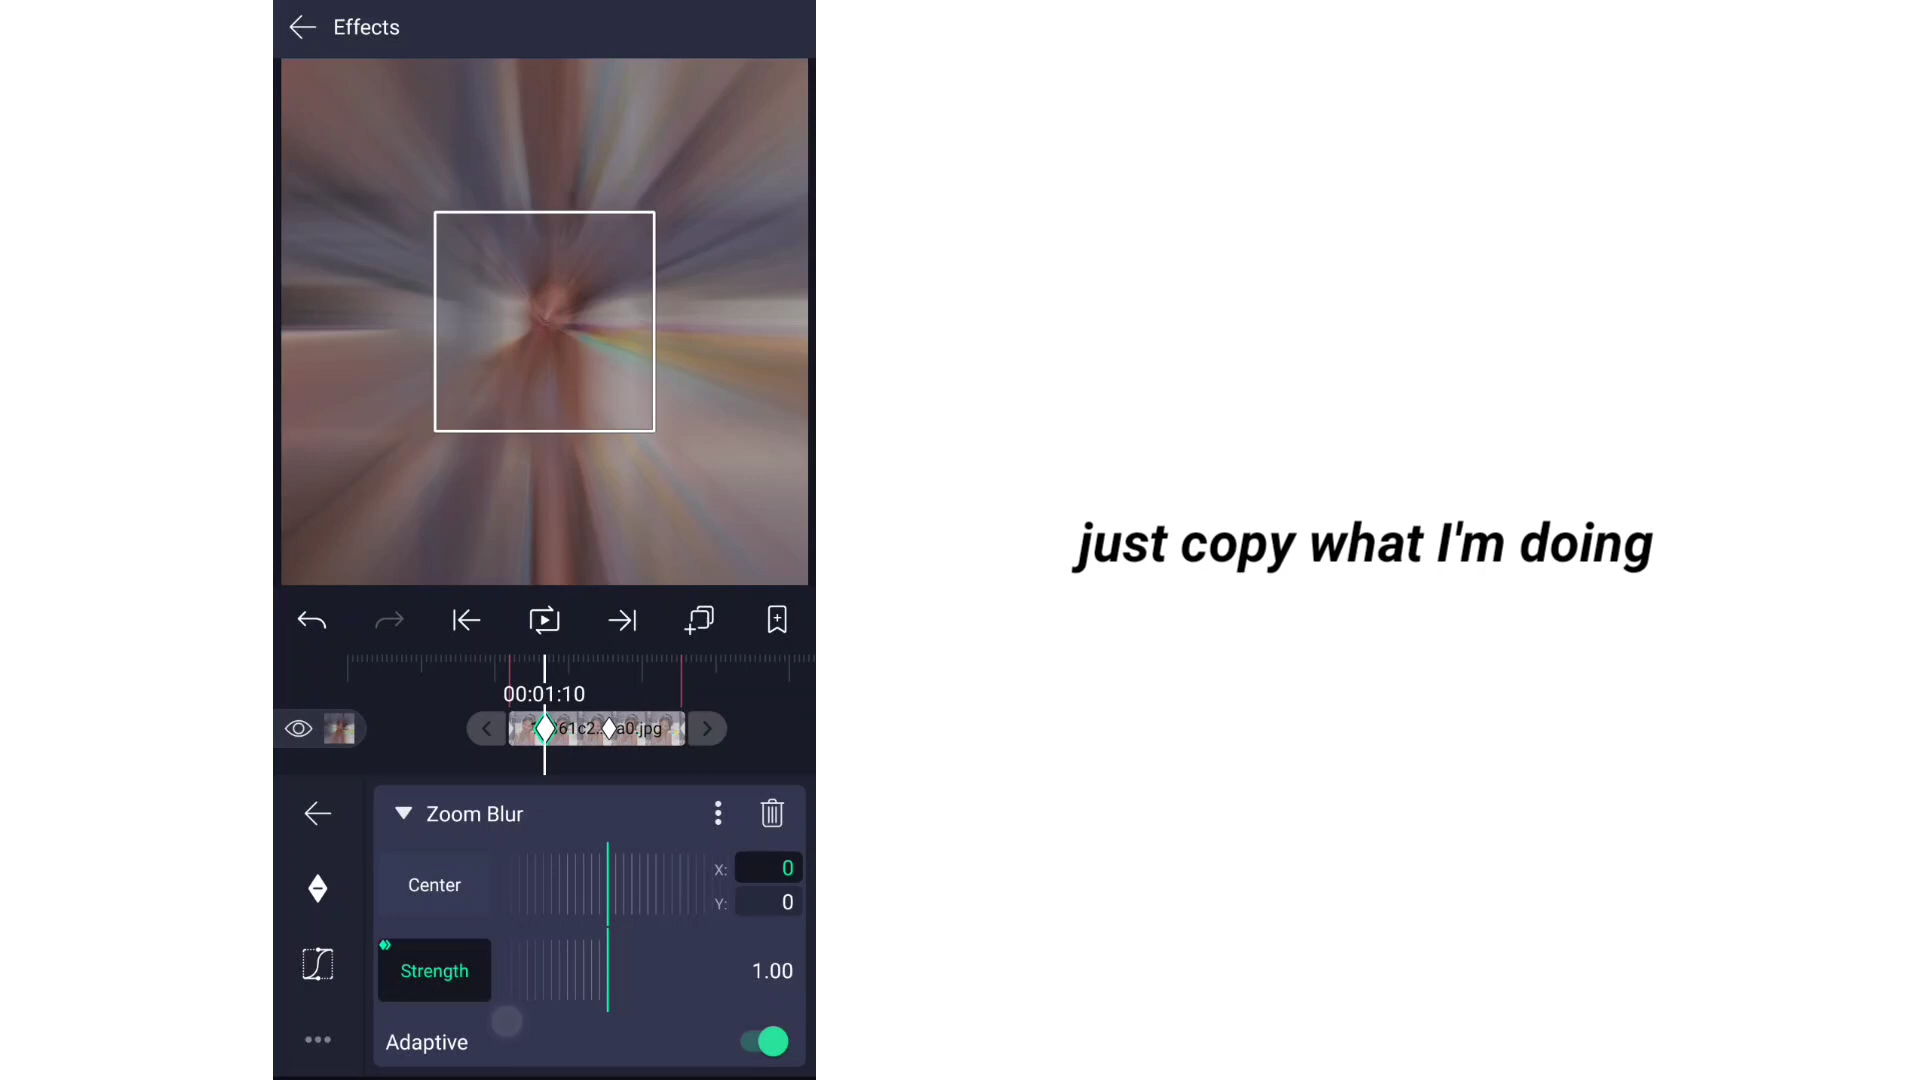 Effects
just copy what I'm doing
00:01:10
61c2...a0.jpg
Zoom Blur
Center
X: 0
Y: 0
Strength
1.00
Adaptive